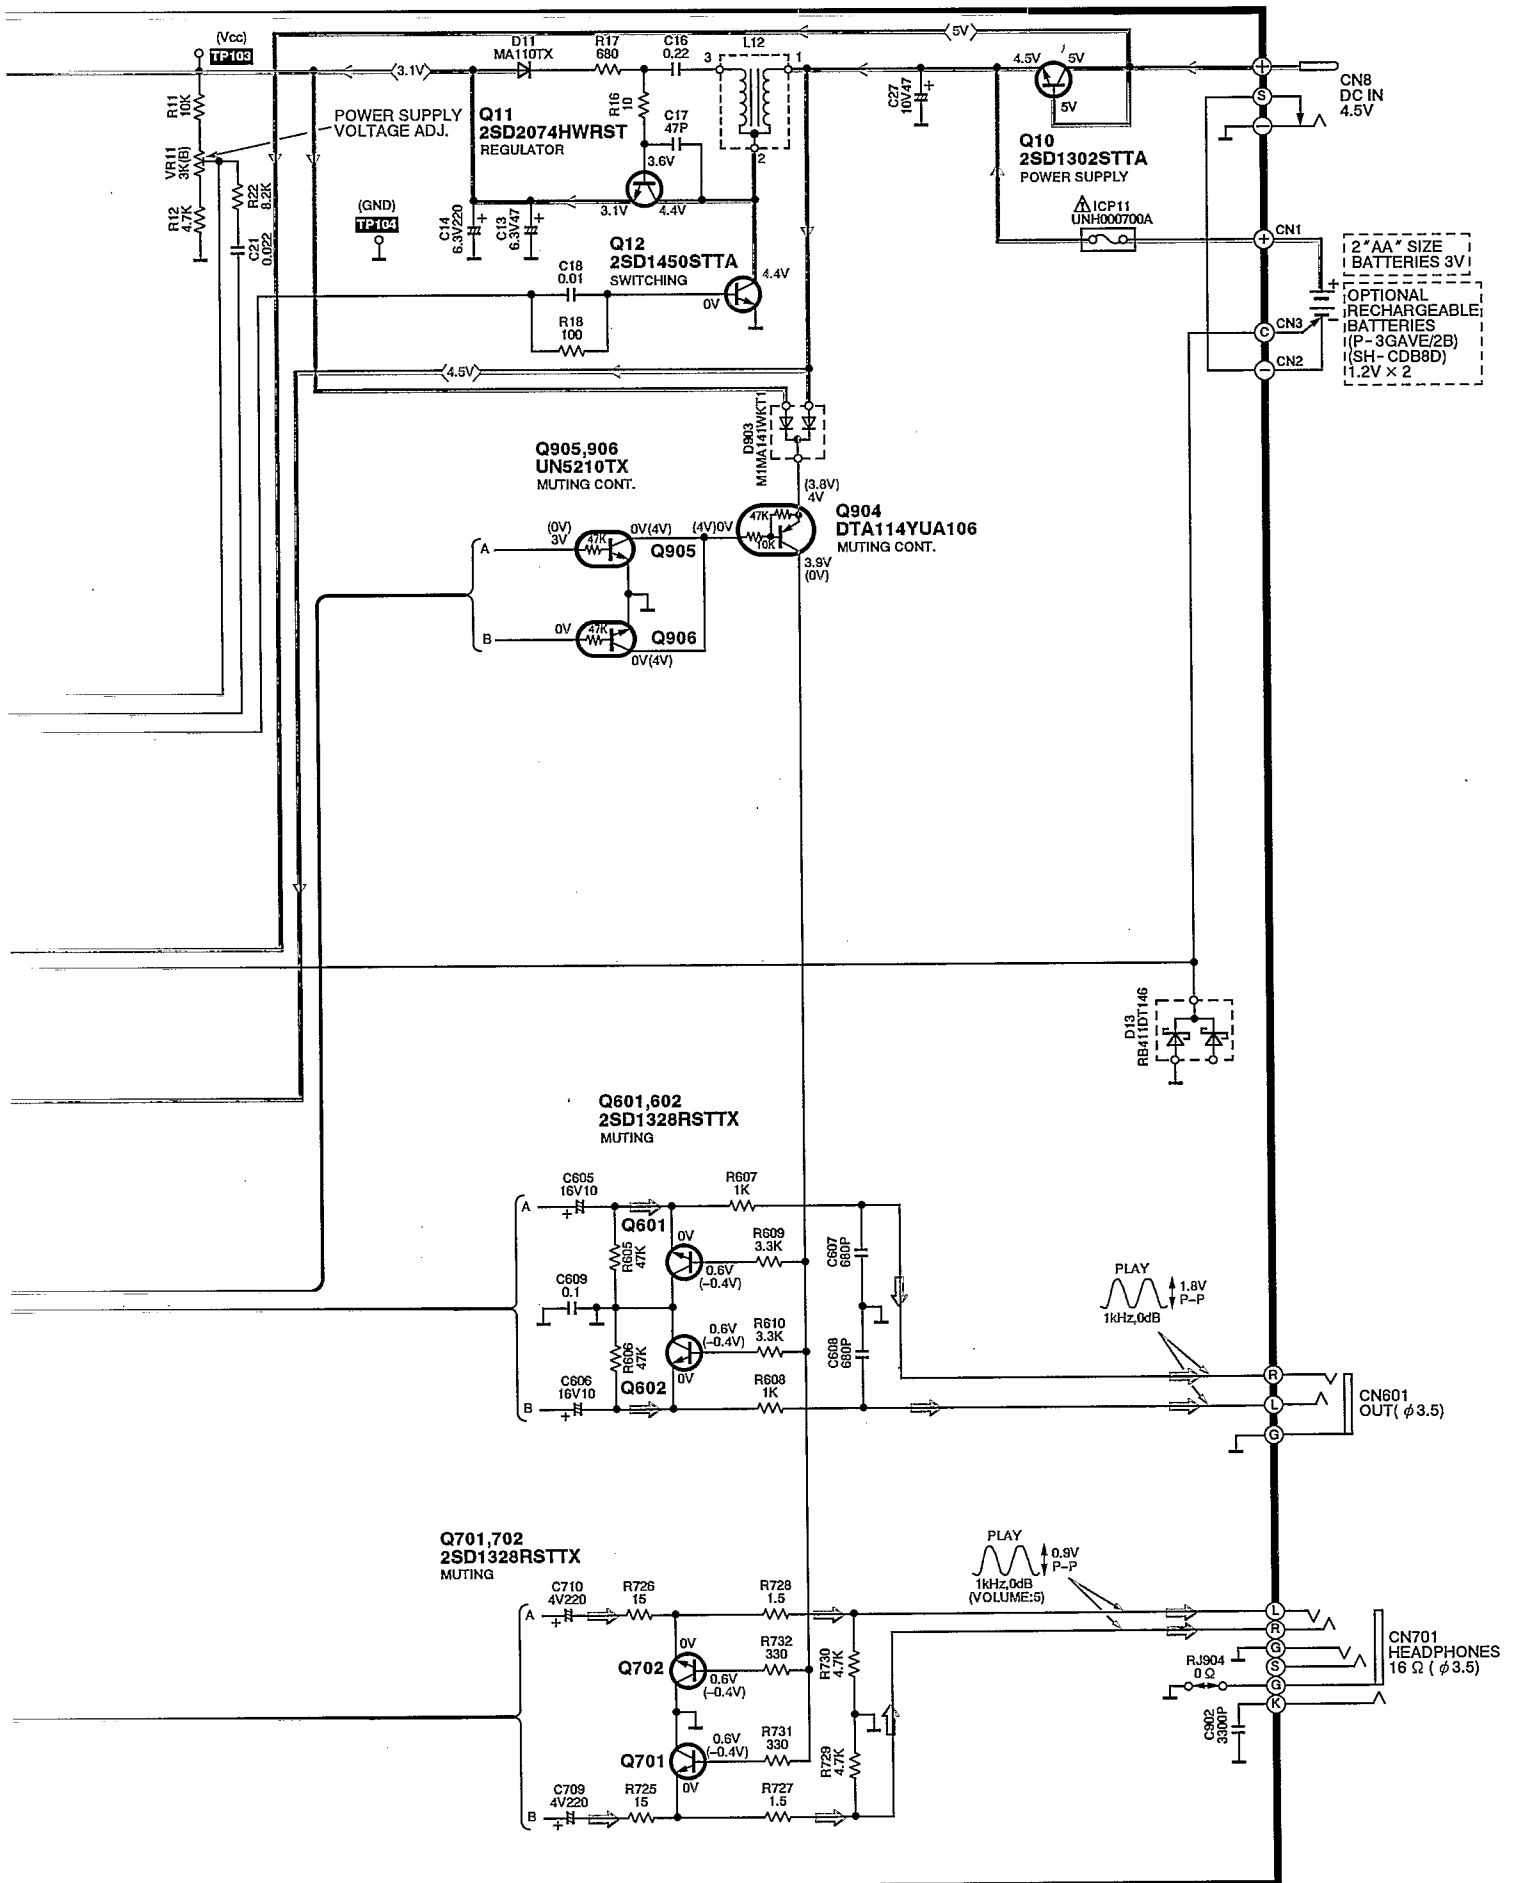 (Vcc)
TP103
R11
10K
POWER SUPPLY
VOLTAGE ADJ.
VR11
3K(B)
R22
8.2K
R12
4.7K
C21
0.022
(GND)
TP104
3.1V
D11
MA110TX
R17
680
C16
0.22
L12
3
1
2
5V
Q11
2SD2074HWRST
REGULATOR
R16
10
C17
47P
3.6V
3.1V
4.4V
C14
6.3V220
C13
6.3V47
Q12
2SD1450STTA
SWITCHING
C18
0.01
R18
100
4.4V
0V
C27
10V47
4.5V
5V
5V
Q10
2SD1302STTA
POWER SUPPLY
ICP11
UNH000700A
+
S
−
CN8
DC IN
4.5V
CN1
+
CN3
C
CN2
−
+
−
2 "AA" SIZE
BATTERIES 3V
OPTIONAL
RECHARGEABLE
BATTERIES
(P-3GAVE/2B)
(SH-CDB8D)
1.2V × 2
4.5V
D903
M1MA141WKT1
Q905,906
UN5210TX
MUTING CONT.
(3.8V)
4V
47K
10K
Q904
DTA114YUA106
MUTING CONT.
3.9V
(0V)
A
(0V)
3V
47K
0V(4V)
(4V)0V
Q905
B
0V
47K
Q906
0V(4V)
D13
RB411DT146
Q601,602
2SD1328RSTTX
MUTING
A
C605
16V10
+
Q601
R607
1K
R605
47K
0V
0.6V
(−0.4V)
R609
3.3K
C607
680P
C609
0.1
R606
47K
0.6V
(−0.4V)
R610
3.3K
C608
680P
0V
Q602
R608
1K
C606
16V10
+
B
PLAY
1.8V
P-P
1kHz,0dB
R
L
G
CN601
OUT( ϕ3.5)
Q701,702
2SD1328RSTTX
MUTING
A
C710
4V220
+
R726
15
R728
1.5
0V
Q702
0.6V
(−0.4V)
R732
330
R730
4.7K
Q701
0.6V
(−0.4V)
R731
330
R729
4.7K
0V
B
C709
4V220
+
R725
15
R727
1.5
PLAY
0.9V
P-P
1kHz,0dB
(VOLUME:5)
L
R
G
S
G
K
RJ904
0 Ω
C902
3300P
CN701
HEADPHONES
16 Ω ( ϕ3.5)